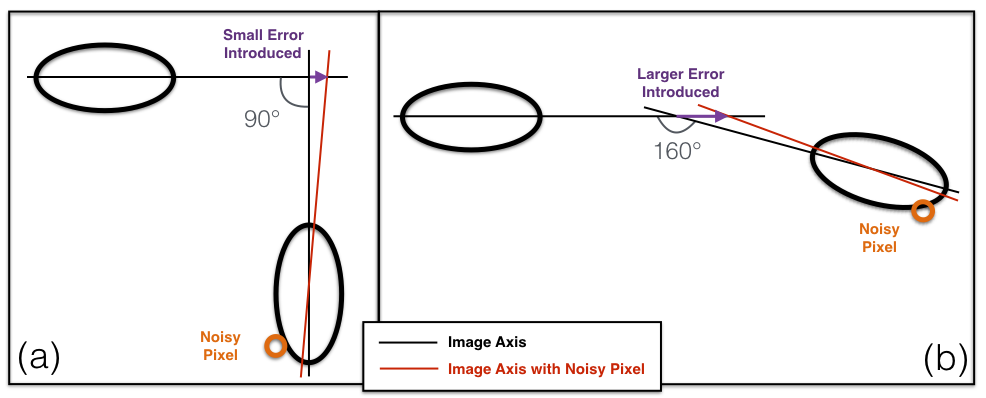 Small Error
Introduced
90°
Noisy
Pixel
(a)
Larger Error
Introduced
160°
Noisy
Pixel
(b)
Image Axis
Image Axis with Noisy Pixel